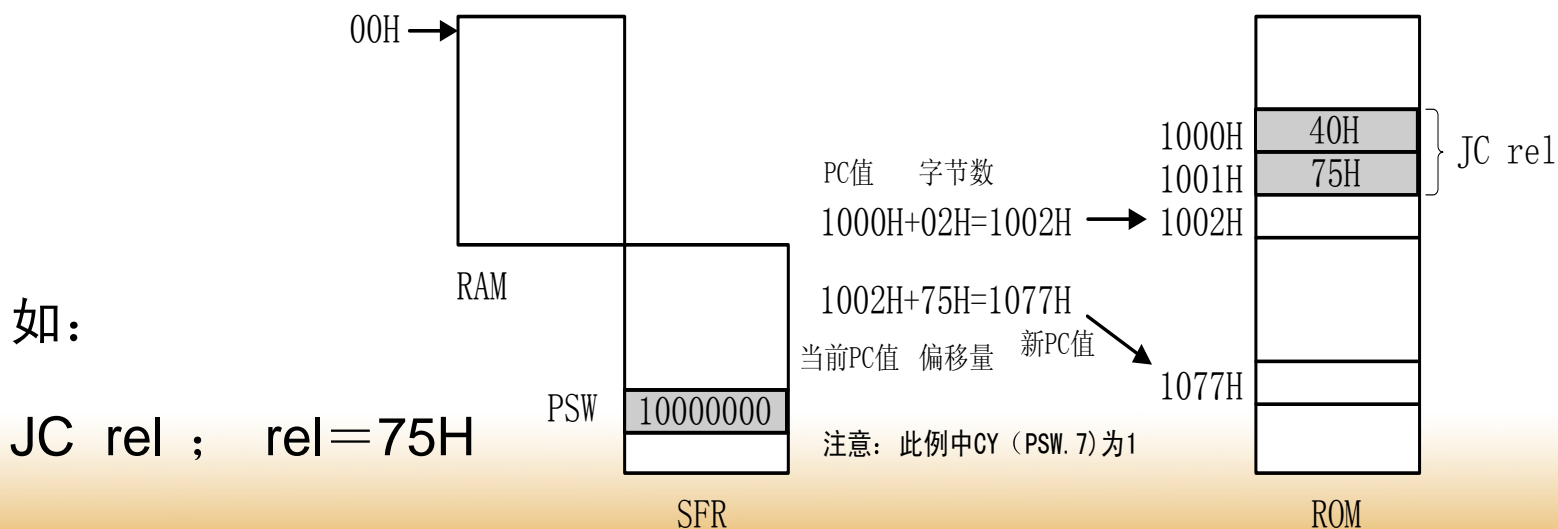 00H
RAM
PSW
10000000
SFR
如：
JC rel ； rel＝75H
PC值 字节数
1000H+02H=1002H
1002H+75H=1077H
当前PC值 偏移量 新PC值
注意：此例中CY（PSW.7)为1
1000H 40H
1001H 75H
1002H
1077H
JC rel
ROM